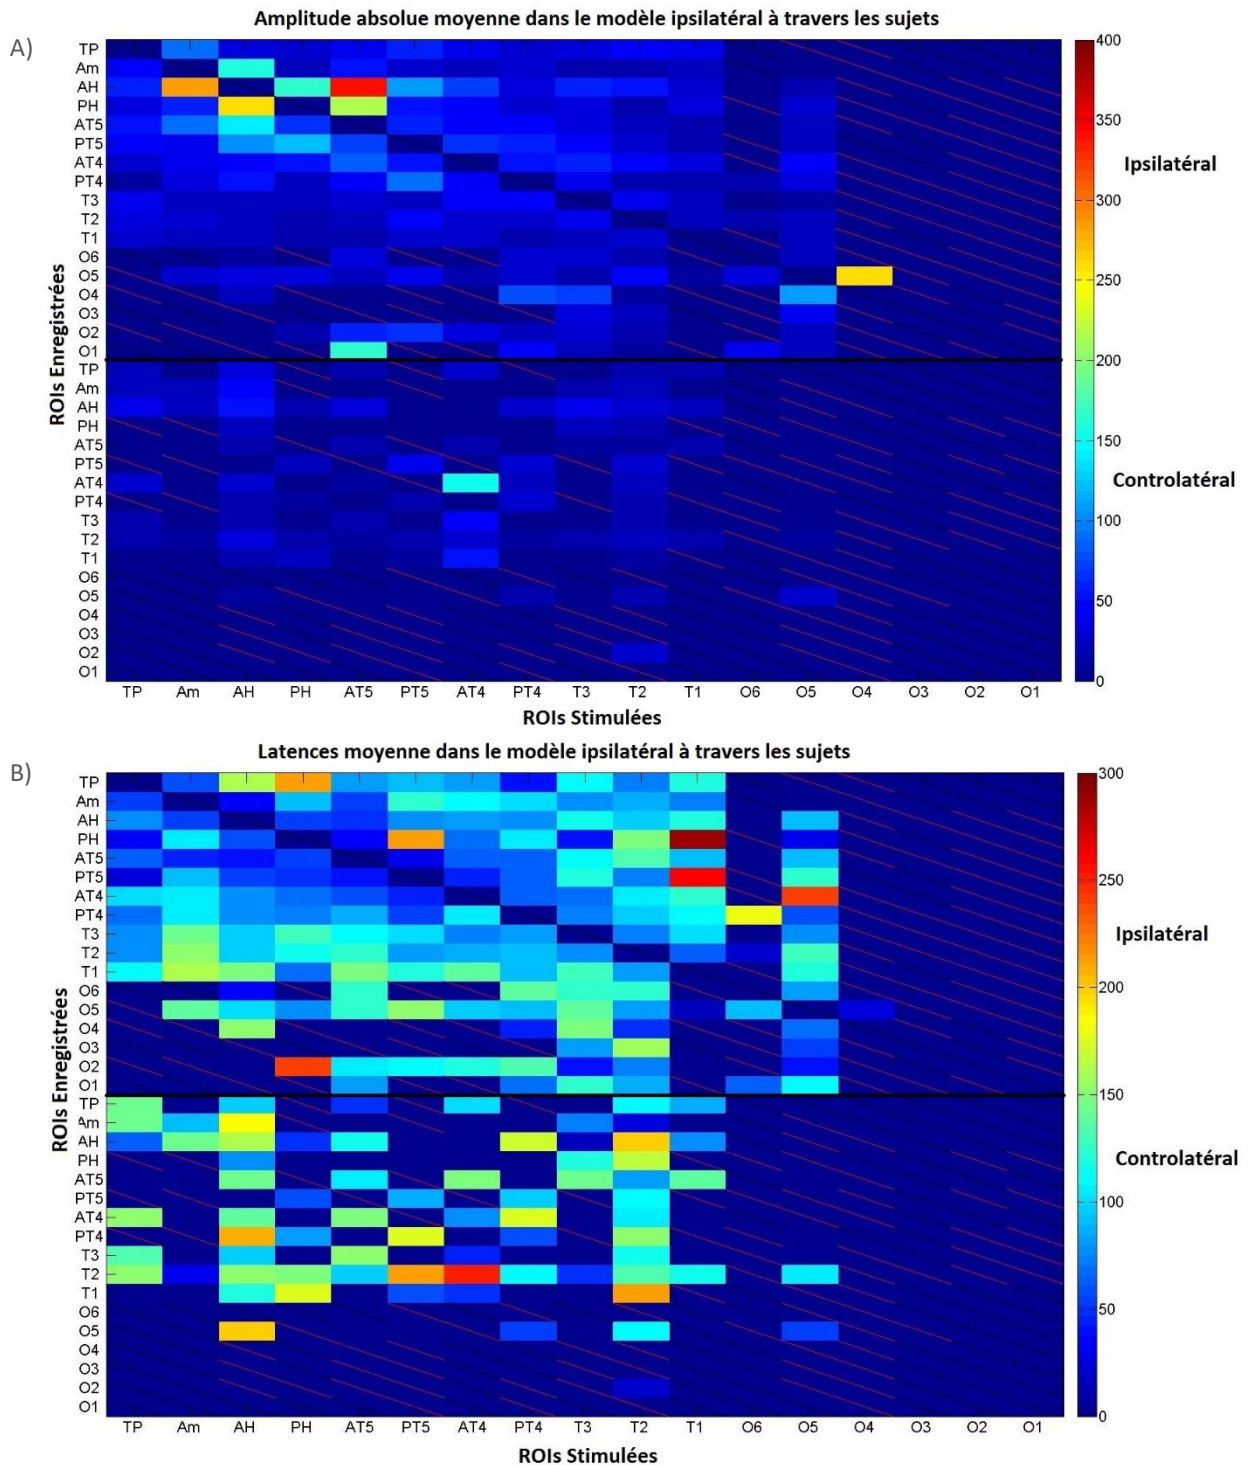 Amplitude absolue moyenne dans le modèle ipsilatéral à travers les sujets
A)
TP
Am
AH
PH
AT5
PT5
AT4
PT4
T3
T2
T1
O6
O5
O4
O3
O2
O1
TP
Am
AH
PH
AT5
PT5
AT4
PT4
T3
T2
T1
O6
O5
O4
O3
O2
O1
ROIs Enregistrées
TP Am AH PH AT5 PT5 AT4 PT4 T3 T2 T1 O6 O5 O4 O3 O2 O1
ROIs Stimulées
400
350
300
250
200
150
100
50
0
Ipsilatéral
Controlatéral
Latences moyenne dans le modèle ipsilatéral à travers les sujets
B)
TP
Am
AH
PH
AT5
PT5
AT4
PT4
T3
T2
T1
O6
O5
O4
O3
O2
O1
TP
Am
AH
PH
AT5
PT5
AT4
PT4
T3
T2
T1
O6
O5
O4
O3
O2
O1
ROIs Enregistrées
TP Am AH PH AT5 PT5 AT4 PT4 T3 T2 T1 O6 O5 O4 O3 O2 O1
ROIs Stimulées
300
250
200
150
100
50
0
Ipsilatéral
Controlatéral